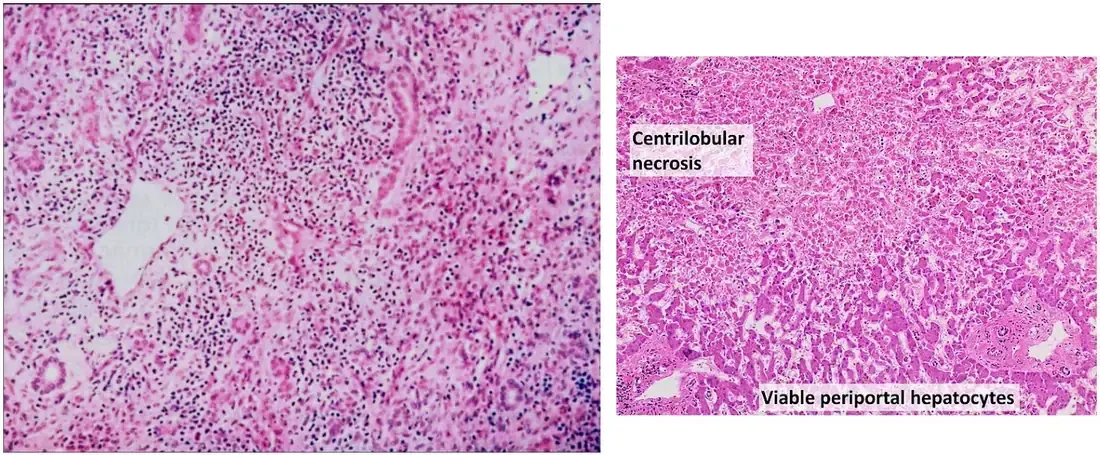 Centrilobular
necrosis
Viable periportal hepatocytes